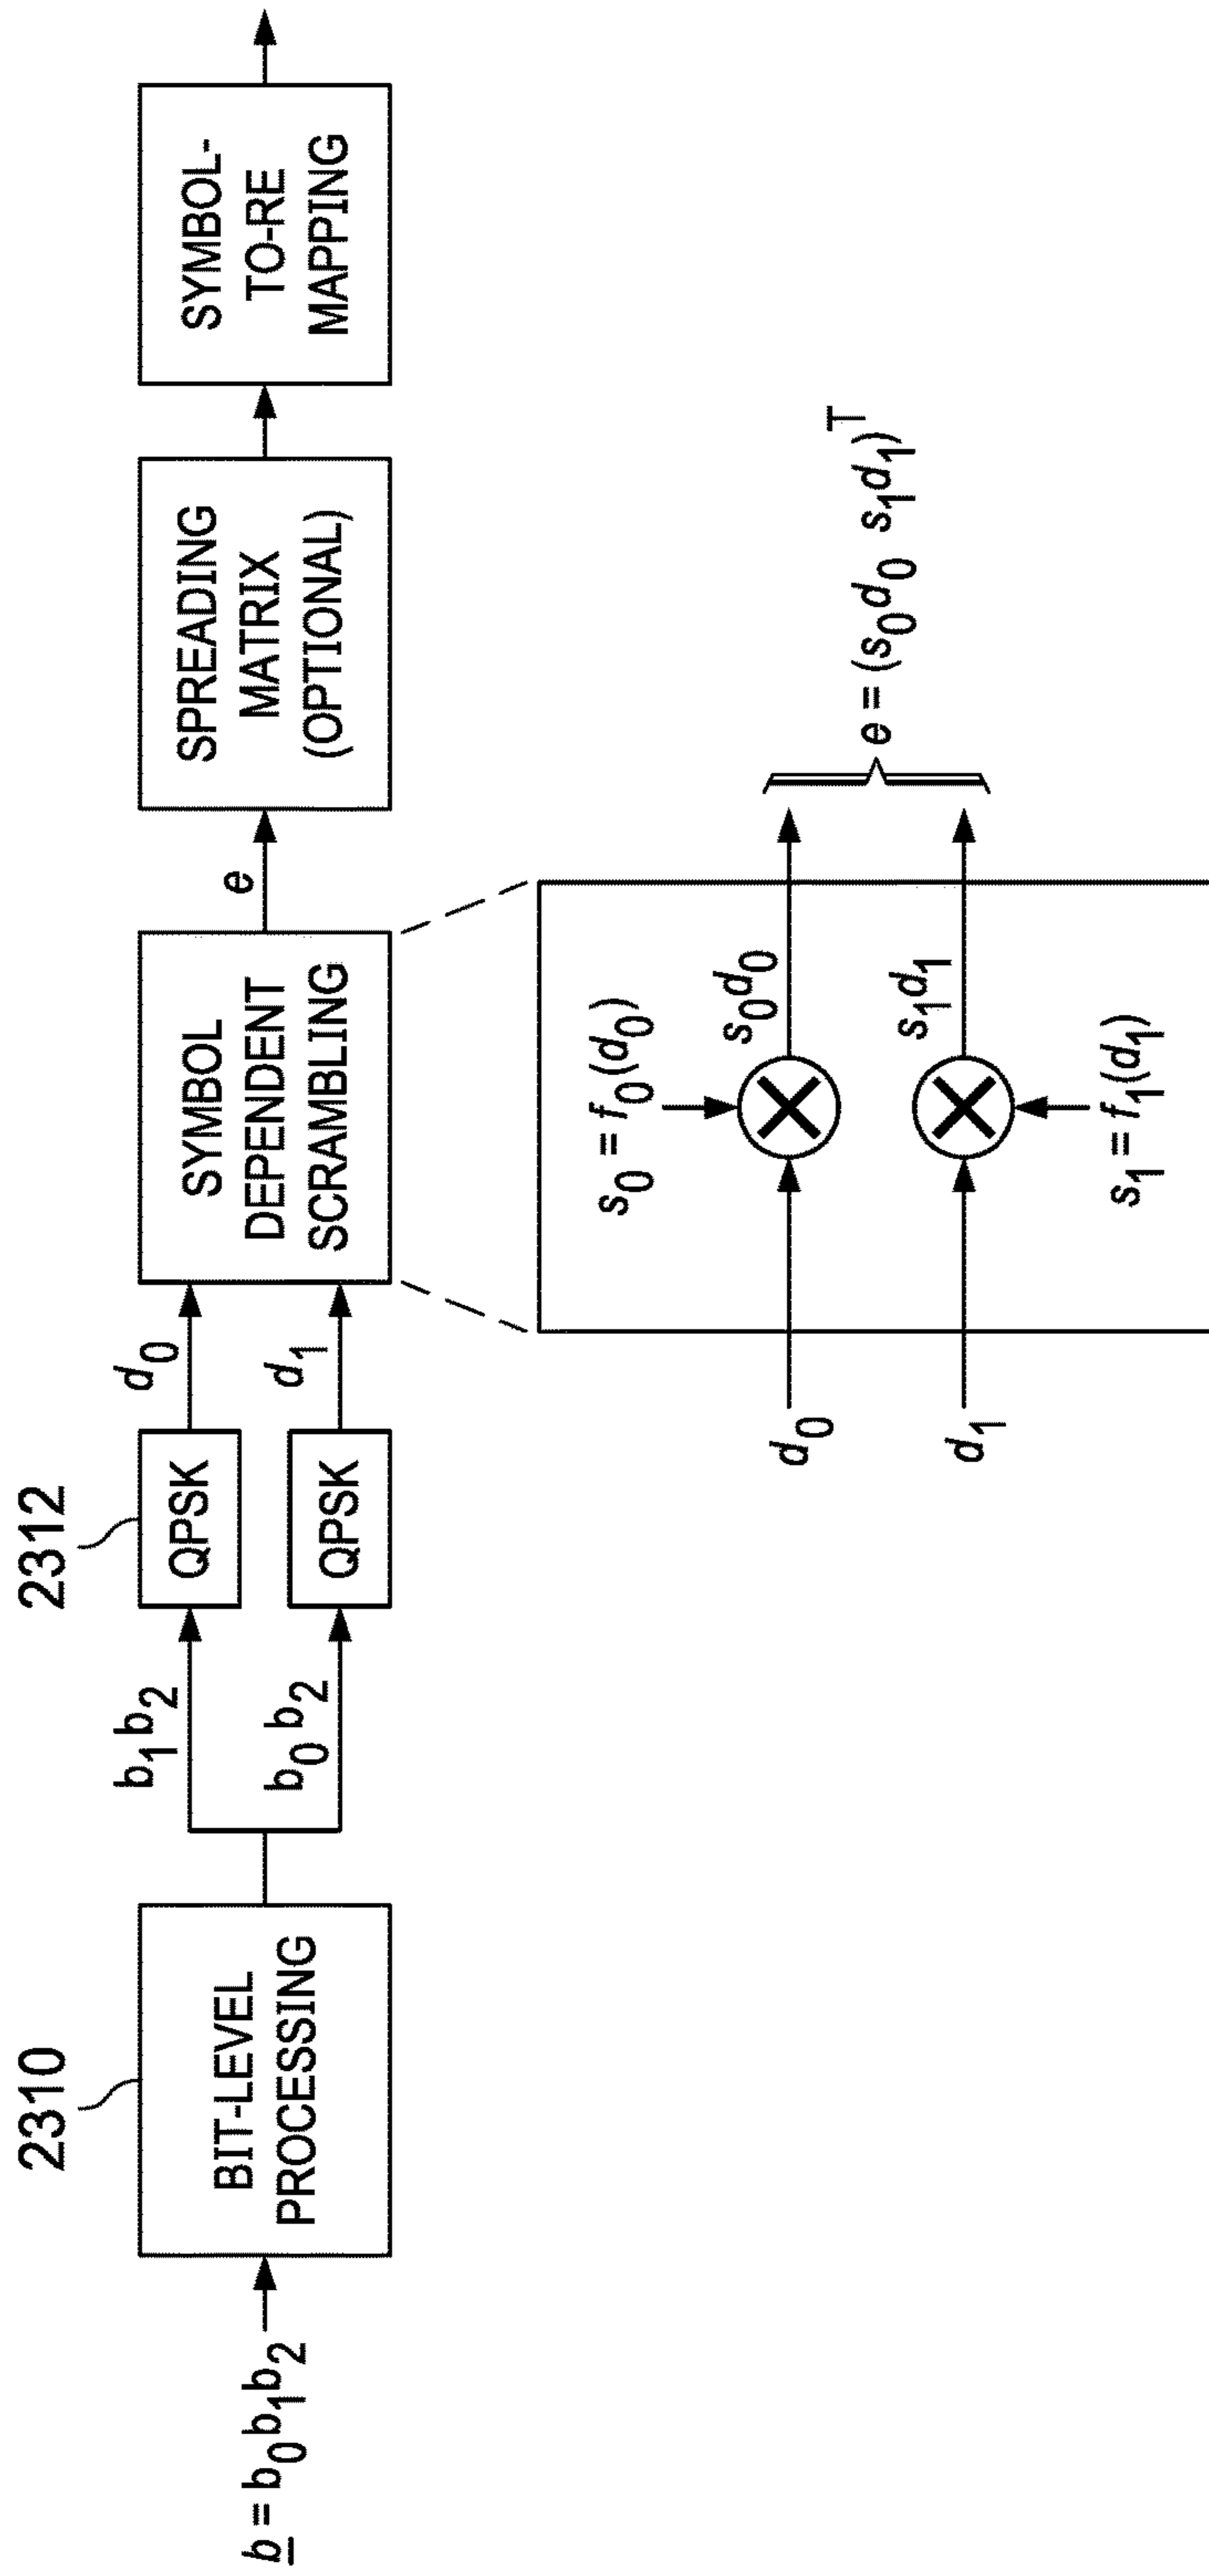 2310
2312
b = b₀b₁b₂
BIT-LEVEL
PROCESSING
b₁b₂
b₀b₂
QPSK
QPSK
d₀
d₁
SYMBOL
DEPENDENT
SCRAMBLING
e
SPREADING
MATRIX
(OPTIONAL)
SYMBOL-
TO-RE
MAPPING
d₀
d₁
s₀ = f₀(d₀)
s₀d₀
s₁d₁
s₁ = f₁(d₁)
e = (s₀d₀ s₁d₁)ᵀ